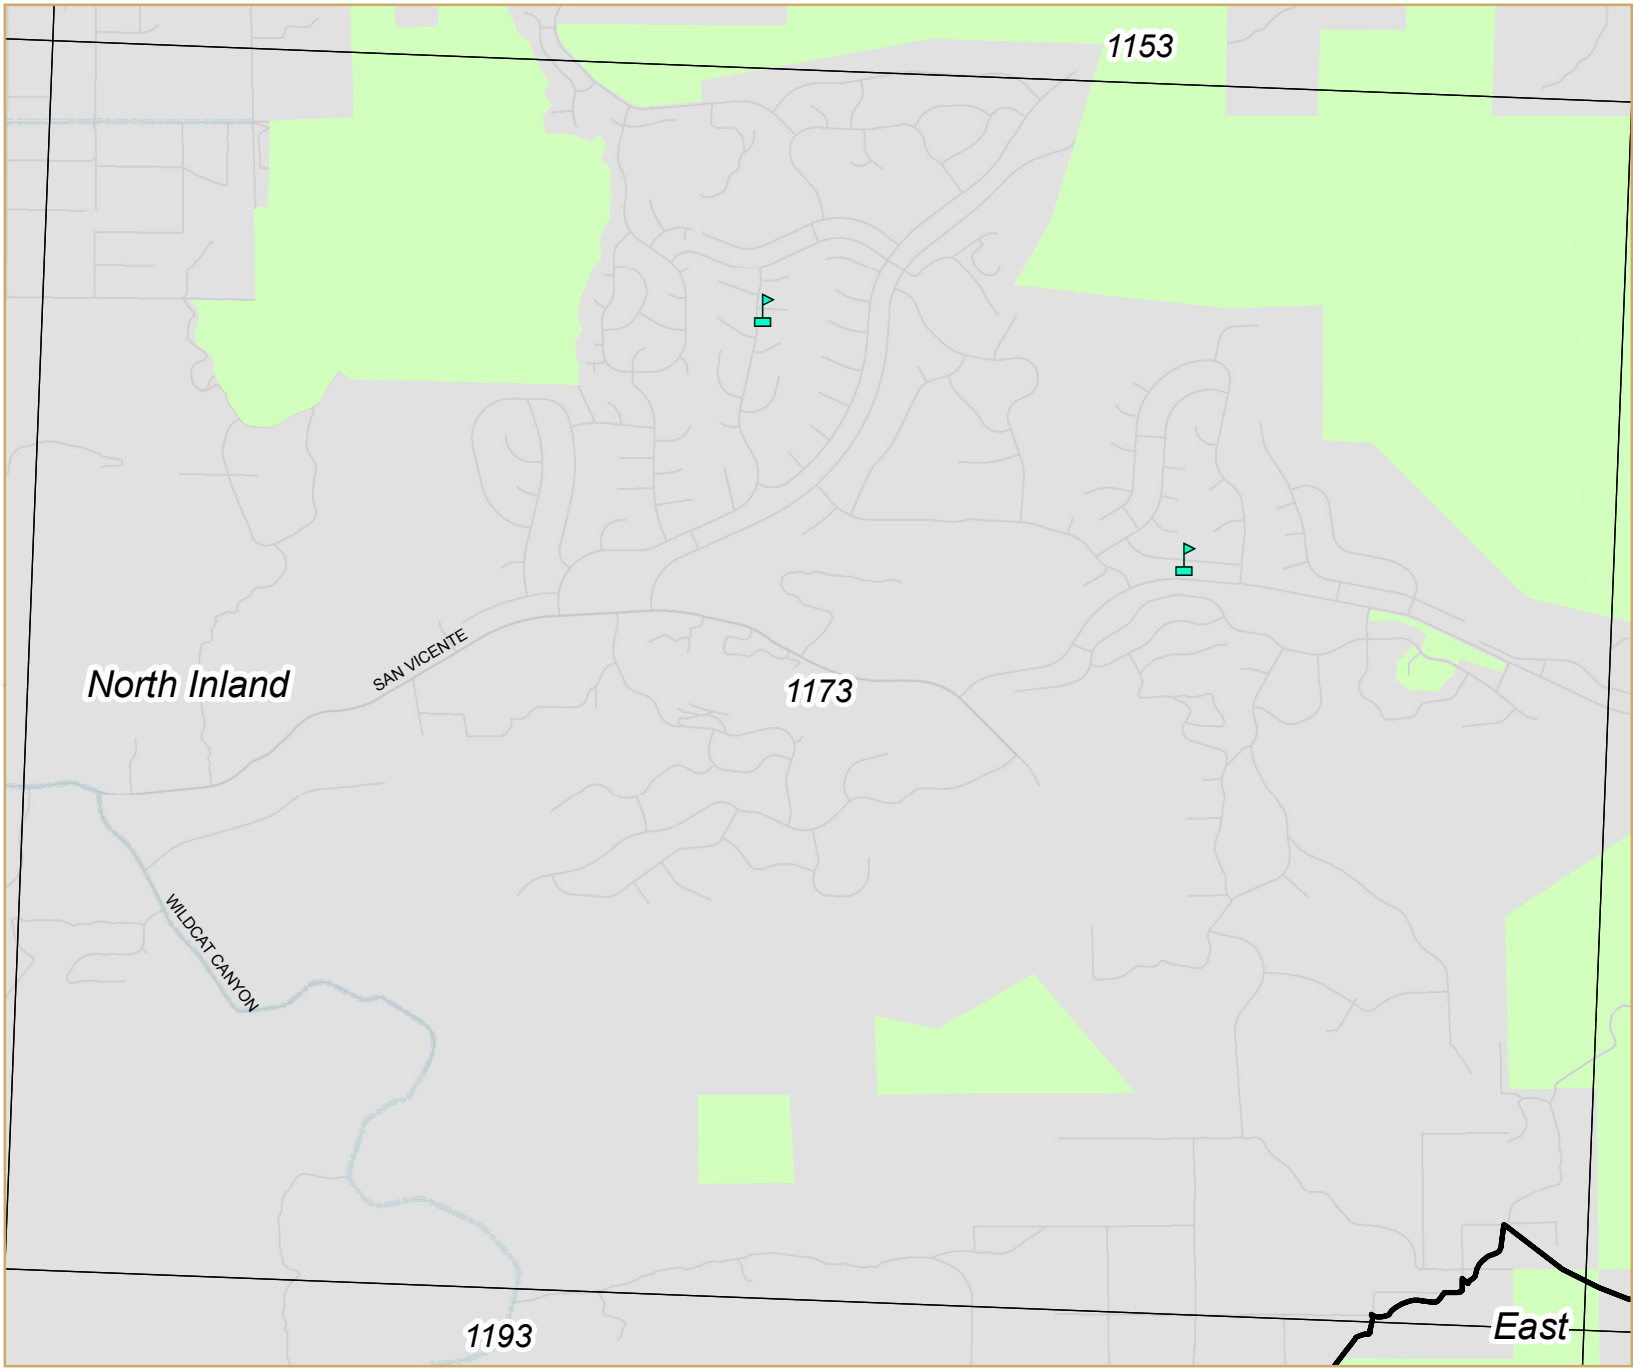 1153
SAN VICENTE
North Inland
1173
WILDCAT CANYON
East
1193